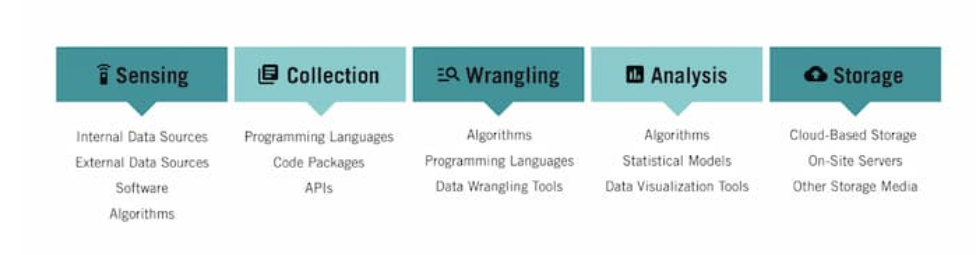 Sensing
Internal Data Sources
External Data Sources
Software
Algorithms
Collection
Programming Languages
Code Packages
APIs
Wrangling
Algorithms
Programming Languages
Data Wrangling Tools
Analysis
Algorithms
Statistical Models
Data Visualization Tools
Storage
Cloud-Based Storage
On-Site Servers
Other Storage Media